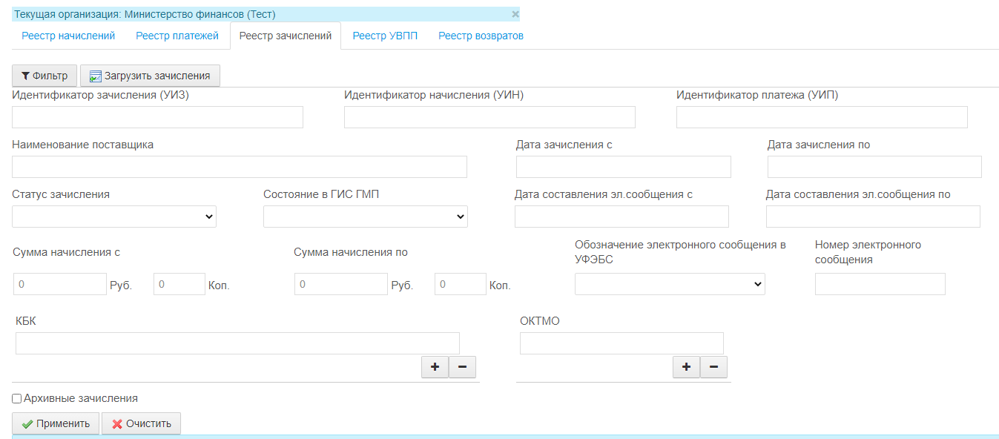 Текущая организация: Министерство финансов (Тест)
Реестр начислений Реестр платежей Реестр зачислений Реестр УВПП Реестр возвратов
Фильтр Загрузить зачисления
Идентификатор зачисления (УИЗ) Идентификатор начисления (УИН) Идентификатор платежа (УИП)
Наименование поставщика Дата зачисления с Дата зачисления по
Статус зачисления Состояние в ГИС ГМП Дата составления эл.сообщения с Дата составления эл.сообщения по
Сумма начисления с Сумма начисления по
Обозначение электронного сообщения в
УФЭБС
Номер электронного
сообщения
0 Руб. 0 Коп. 0 Руб. 0 Коп.
КБК ОКТМО
Архивные зачисления
Применить Очистить